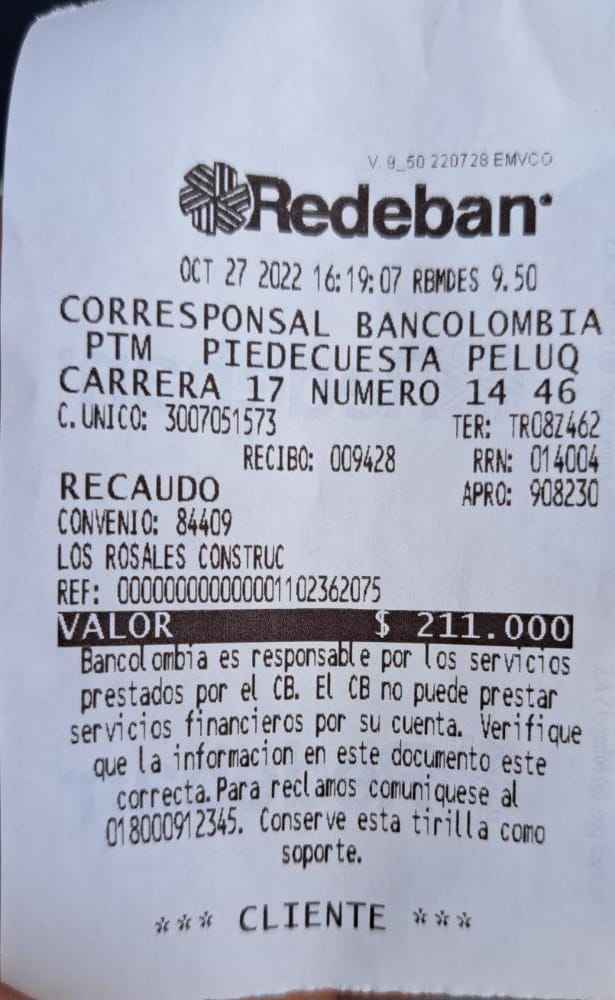 V. 9_50 220728 EMVCO
Redeban
OCT 27 2022 16:19:07 RBMDES 9.50
CORRESPONSAL BANCOLOMBIA
PTM PIEDECUESTA PELUQ
CARRERA 17 NUMERO 14 46
C. UNICO: 3007051573 TER: TR08Z462
RECIBO: 009428 RRN: 014004
RECAUDO APRO: 908230
CONVENIO: 84409
LOS ROSALES CONSTRUC
REF: 000000000000001102362075
VALOR $ 211.000
Bancolombia es responsable por los servicios
prestados por el CB. El CB no puede prestar
servicios financieros por su cuenta. Verifique
que la informacion en este documento este
correcta. Para reclamos comuniquese al
018000912345. Conserve esta tirilla como
soporte.
*** CLIENTE ***